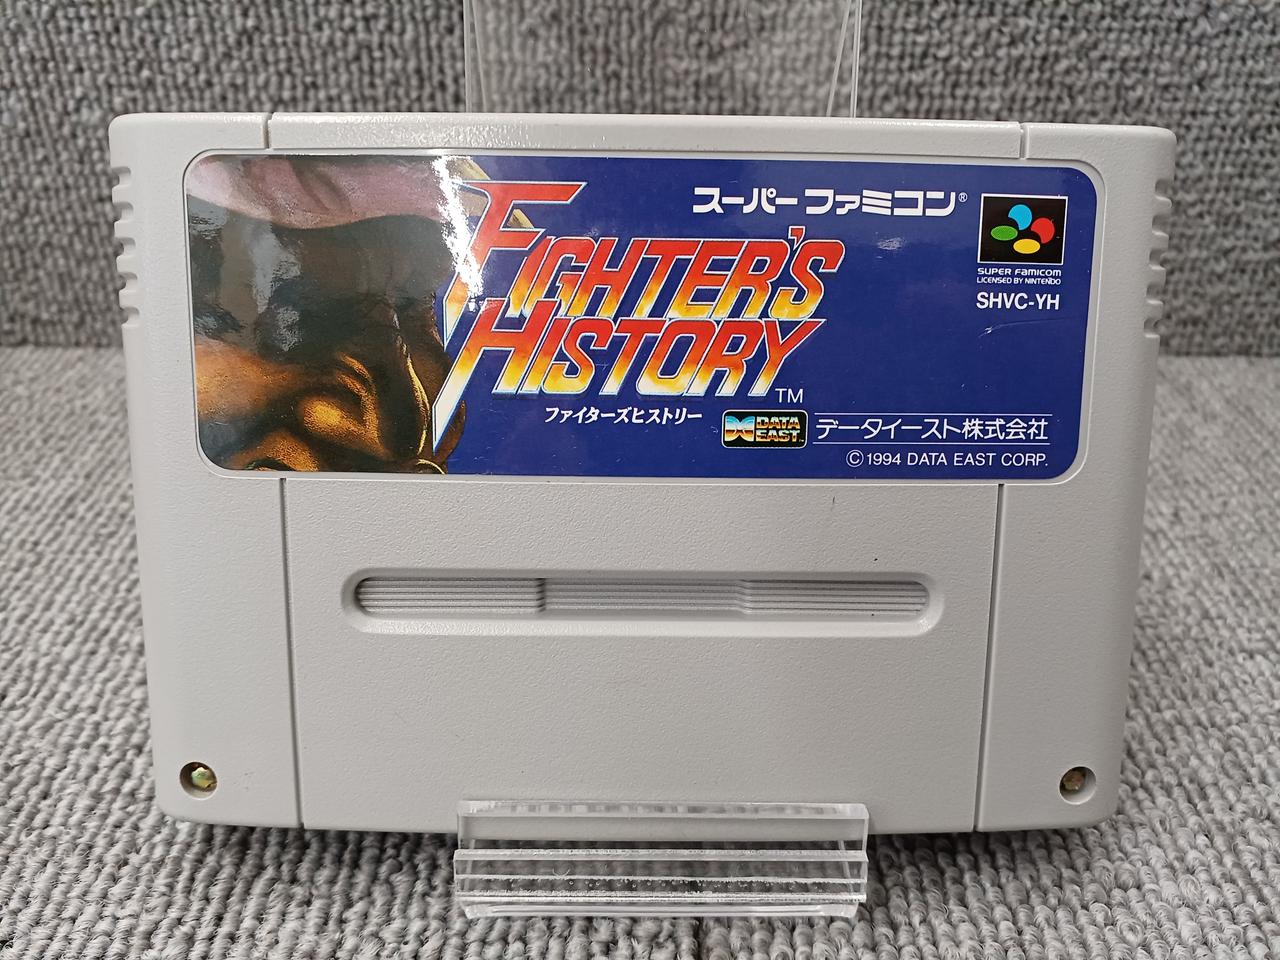 スーパーファミコン®
FIGHTER'S
HISTORY™
ファイターズヒストリー
SUPER FAMICOM
LICENSED BY NINTENDO
SHVC-YH
DATA
EAST
データイースト株式会社
© 1994 DATA EAST CORP.